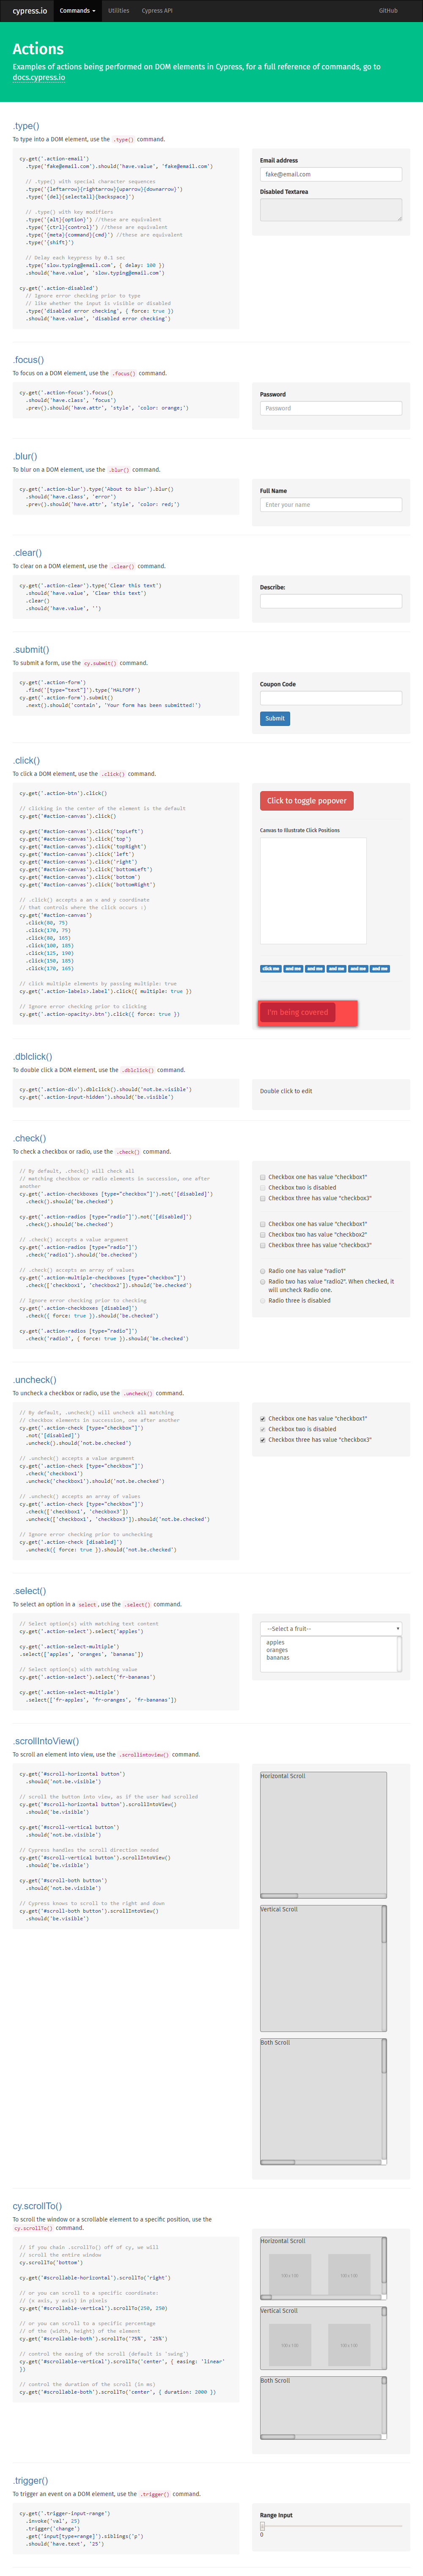 cypress.io Commands Utilities Cypress API GitHub
Actions
Examples of actions being performed on DOM elements in Cypress, for a full reference of commands, go to
docs.cypress.io
.type()
To type into a DOM element, use the .type() command.
cy.get('.action-email')
.type('fake@email.com').should('have.value', 'fake@email.com')
// .type() with special character sequences
.type('{leftarrow}{rightarrow}{uparrow}{downarrow}')
.type('{del}{selectall}{backspace}')
// .type() with key modifiers
.type('{alt}{option}') //these are equivalent
.type('{ctrl}{control}') //these are equivalent
.type('{meta}{command}{cmd}') //these are equivalent
.type('{shift}')
// Delay each keypress by 0.1 sec
.type('slow.typing@email.com', { delay: 100 })
.should('have.value', 'slow.typing@email.com')
cy.get('.action-disabled')
// Ignore error checking prior to type
// like whether the input is visible or disabled
.type('disabled error checking', { force: true })
.should('have.value', 'disabled error checking')
Email address
fake@email.com
Disabled Textarea
.focus()
To focus on a DOM element, use the .focus() command.
cy.get('.action-focus').focus()
.should('have.class', 'focus')
.prev().should('have.attr', 'style', 'color: orange;')
Password
Password
.blur()
To blur on a DOM element, use the .blur() command.
cy.get('.action-blur').type('About to blur').blur()
.should('have.class', 'error')
.prev().should('have.attr', 'style', 'color: red;')
Full Name
Enter your name
.clear()
To clear on a DOM element, use the .clear() command.
cy.get('.action-clear').type('Clear this text')
.should('have.value', 'Clear this text')
.clear()
.should('have.value', '')
Describe:
.submit()
To submit a form, use the cy.submit() command.
cy.get('.action-form')
.find('[type="text"]').type('HALFOFF')
cy.get('.action-form').submit()
.next().should('contain', 'Your form has been submitted!')
Coupon Code
Submit
.click()
To click a DOM element, use the .click() command.
cy.get('.action-btn').click()
// clicking in the center of the element is the default
cy.get('#action-canvas').click()
cy.get('#action-canvas').click('topLeft')
cy.get('#action-canvas').click('top')
cy.get('#action-canvas').click('topRight')
cy.get('#action-canvas').click('left')
cy.get('#action-canvas').click('right')
cy.get('#action-canvas').click('bottomLeft')
cy.get('#action-canvas').click('bottom')
cy.get('#action-canvas').click('bottomRight')
// .click() accepts a an x and y coordinate
// that controls where the click occurs :)
cy.get('#action-canvas')
.click(80, 75)
.click(170, 75)
.click(80, 165)
.click(100, 185)
.click(125, 190)
.click(150, 185)
.click(170, 165)
// click multiple elements by passing multiple: true
cy.get('.action-labels>.label').click({ multiple: true })
// Ignore error checking prior to clicking
cy.get('.action-opacity>.btn').click({ force: true })
Click to toggle popover
Canvas to Illustrate Click Positions
click me and me and me and me and me and me
I'm being covered
.dblclick()
To double click a DOM element, use the .dblclick() command.
cy.get('.action-div').dblclick().should('not.be.visible')
cy.get('.action-input-hidden').should('be.visible')
Double click to edit
.check()
To check a checkbox or radio, use the .check() command.
// By default, .check() will check all
// matching checkbox or radio elements in succession, one after
another
cy.get('.action-checkboxes [type="checkbox"]').not('[disabled]')
.check().should('be.checked')
cy.get('.action-radios [type="radio"]').not('[disabled]')
.check().should('be.checked')
// .check() accepts a value argument
cy.get('.action-radios [type="radio"]')
.check('radio1').should('be.checked')
// .check() accepts an array of values
cy.get('.action-multiple-checkboxes [type="checkbox"]')
.check(['checkbox1', 'checkbox2']).should('be.checked')
// Ignore error checking prior to checking
cy.get('.action-checkboxes [disabled]')
.check({ force: true }).should('be.checked')
cy.get('.action-radios [type="radio"]')
.check('radio3', { force: true }).should('be.checked')
Checkbox one has value "checkbox1"
Checkbox two is disabled
Checkbox three has value "checkbox3"
Checkbox one has value "checkbox1"
Checkbox two has value "checkbox2"
Checkbox three has value "checkbox3"
Radio one has value "radio1"
Radio two has value "radio2". When checked, it
will uncheck Radio one.
Radio three is disabled
.uncheck()
To uncheck a checkbox or radio, use the .uncheck() command.
// By default, .uncheck() will uncheck all matching
// checkbox elements in succession, one after another
cy.get('.action-check [type="checkbox"]')
.not('[disabled]')
.uncheck().should('not.be.checked')
// .uncheck() accepts a value argument
cy.get('.action-check [type="checkbox"]')
.check('checkbox1')
.uncheck('checkbox1').should('not.be.checked')
// .uncheck() accepts an array of values
cy.get('.action-check [type="checkbox"]')
.check(['checkbox1', 'checkbox3'])
.uncheck(['checkbox1', 'checkbox3']).should('not.be.checked')
// Ignore error checking prior to unchecking
cy.get('.action-check [disabled]')
.uncheck({ force: true }).should('not.be.checked')
Checkbox one has value "checkbox1"
Checkbox two is disabled
Checkbox three has value "checkbox3"
.select()
To select an option in a select, use the .select() command.
// Select option(s) with matching text content
cy.get('.action-select').select('apples')
cy.get('.action-select-multiple')
.select(['apples', 'oranges', 'bananas'])
// Select option(s) with matching value
cy.get('.action-select').select('fr-bananas')
cy.get('.action-select-multiple')
.select(['fr-apples', 'fr-oranges', 'fr-bananas'])
--Select a fruit--
apples
oranges
bananas
.scrollIntoView()
To scroll an element into view, use the .scrollintoview() command.
cy.get('#scroll-horizontal button')
.should('not.be.visible')
// scroll the button into view, as if the user had scrolled
cy.get('#scroll-horizontal button').scrollIntoView()
.should('be.visible')
cy.get('#scroll-vertical button')
.should('not.be.visible')
// Cypress handles the scroll direction needed
cy.get('#scroll-vertical button').scrollIntoView()
.should('be.visible')
cy.get('#scroll-both button')
.should('not.be.visible')
// Cypress knows to scroll to the right and down
cy.get('#scroll-both button').scrollIntoView()
.should('be.visible')
Horizontal Scroll
Vertical Scroll
Both Scroll
cy.scrollTo()
To scroll the window or a scrollable element to a specific position, use the
cy.scrollTo() command.
// if you chain .scrollTo() off of cy, we will
// scroll the entire window
cy.scrollTo('bottom')
cy.get('#scrollable-horizontal').scrollTo('right')
// or you can scroll to a specific coordinate:
// (x axis, y axis) in pixels
cy.get('#scrollable-vertical').scrollTo(250, 250)
// or you can scroll to a specific percentage
// of the (width, height) of the element
cy.get('#scrollable-both').scrollTo('75%', '25%')
// control the easing of the scroll (default is 'swing')
cy.get('#scrollable-vertical').scrollTo('center', { easing: 'linear'
})
// control the duration of the scroll (in ms)
cy.get('#scrollable-both').scrollTo('center', { duration: 2000 })
Horizontal Scroll
Vertical Scroll
Both Scroll
.trigger()
To trigger an event on a DOM element, use the .trigger() command.
cy.get('.trigger-input-range')
.invoke('val', 25)
.trigger('change')
.get('input[type=range]').siblings('p')
.should('have.text', '25')
Range Input
0